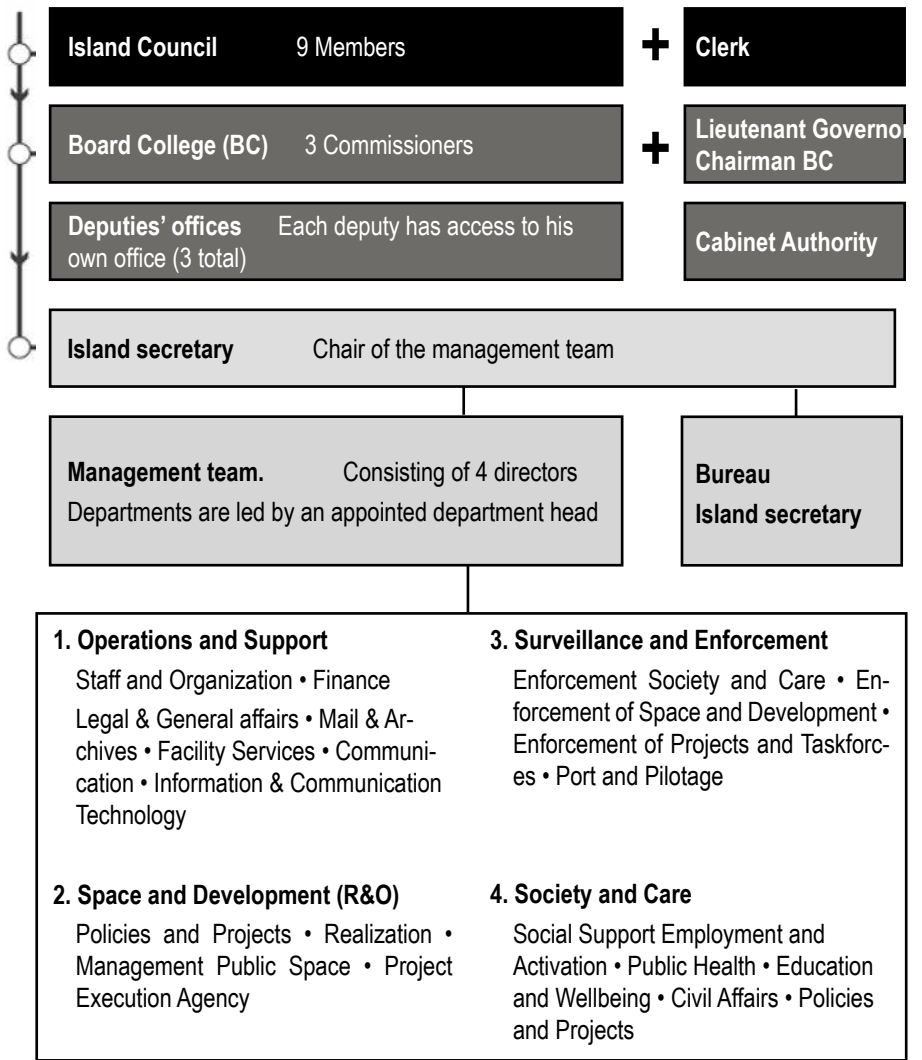 Island Council 9 Members
+
Clerk
Board College (BC) 3 Commissioners
+
Lieutenant Governor
Chairman BC
Deputies’ offices Each deputy has access to his
own office (3 total)
Cabinet Authority
Island secretary Chair of the management team
Management team. Consisting of 4 directors
Departments are led by an appointed department head
Bureau
Island secretary
1. Operations and Support
Staff and Organization • Finance
Legal & General affairs • Mail & Ar-
chives • Facility Services • Communi-
cation • Information & Communication
Technology
2. Space and Development (R&O)
Policies and Projects • Realization •
Management Public Space • Project
Execution Agency
3. Surveillance and Enforcement
Enforcement Society and Care • En-
forcement of Space and Development •
Enforcement of Projects and Taskforc-
es • Port and Pilotage
4. Society and Care
Social Support Employment and
Activation • Public Health • Education
and Wellbeing • Civil Affairs • Policies
and Projects